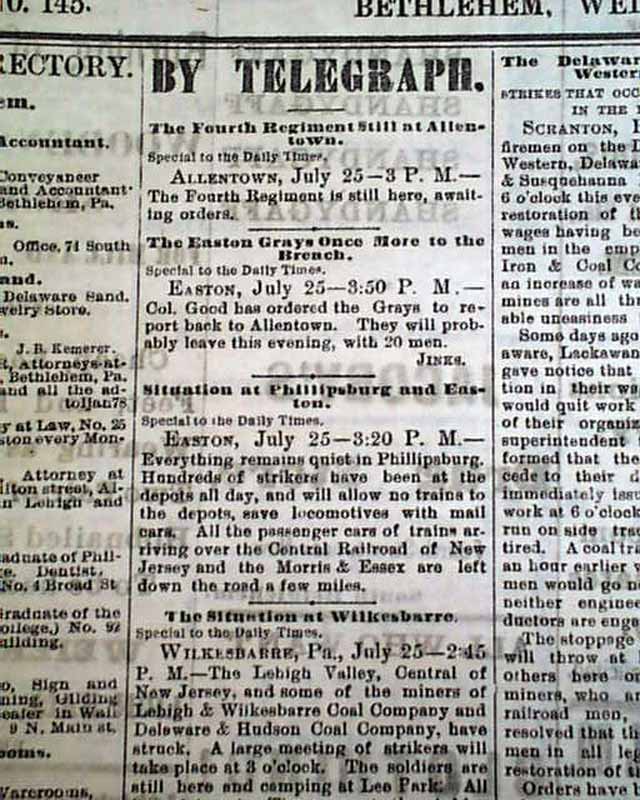 NO. 145.
BETHLEHEM, WE
RECTORY.
em.
Accountant.
Conveyancer
and Accountant
Bethlehem, Pa.
ns.
Office, 74 South
and.
Delaware Sand.
welry Store.
J. B. Kemerer.
Attorneys-at-
Bethlehem, Pa.
and all the ad-
toljan78
y at Law, No. 25
ston every Mon-
Attorney at
ilton street, Al-
n Lehigh and
raduate of Phil-
Dentist.
No. 4 Broad St
Graduate of the
ollege,) No. 92
uilding.
Sign and
ning, Gilding
ealer in Wall
9 N. Main st.
ooms.
Warerooms,
BY TELEGRAPH.
The Fourth Regiment Still at Allen-
town.
Special to the Daily Times.
ALLENTOWN, July 25—3 P. M.—
The Fourth Regiment is still here, await-
ing orders.
The Easton Grays Once More to the
Breach.
Special to the Daily Times.
EASTON, July 25—3:50 P. M.—
Col. Good has ordered the Grays to re-
port back to Allentown. They will prob-
ably leave this evening, with 20 men.
JINKS.
Situation at Phillipsburg and Eas-
ton.
Special to the Daily Times.
EASTON, July 25—3:20 P. M.—
Everything remains quiet in Phillipsburg.
Hundreds of strikers have been at the
depots all day, and will allow no trains to
the depots, save locomotives with mail
cars. All the passenger cars of trains ar-
riving over the Central Railroad of New
Jersey and the Morris & Essex are left
down the road a few miles.
The Situation at Wilkesbarre.
Special to the Daily Times.
WILKESBARRE, Pa., July 25—2:45
P. M.—The Lehigh Valley, Central of
New Jersey, and some of the miners of
Lehigh & Wilkesbarre Coal Company and
Delaware & Hudson Coal Company, have
struck. A large meeting of strikers will
take place at 3 o'clock. The soldiers are
still here and camping at Lee Park. All
The Delawar
Western
STRIKES THAT OCC
IN THE
SCRANTON,
firemen on the D
Western, Delawa
& Susquehanna
6 o'clock this eve
restoration of th
wages having be
men in the emp
Iron & Coal Co
an increase of wa
mines are all th
able uneasiness
Some days ago
aware, Lackawan
gave notice that
tion in their wa
would quit work
of their organiz
superintendent
formed that the
cede to their d
immediately issu
work at 6 o'clock
run on side trac
tired. A coal tra
an hour earlier w
men would go n
neither enginee
ductors are enga
The stoppage
will throw at l
others here or
miners, who ar
railroad men,
resolved that th
men in all leg
restoration of t
Orders have